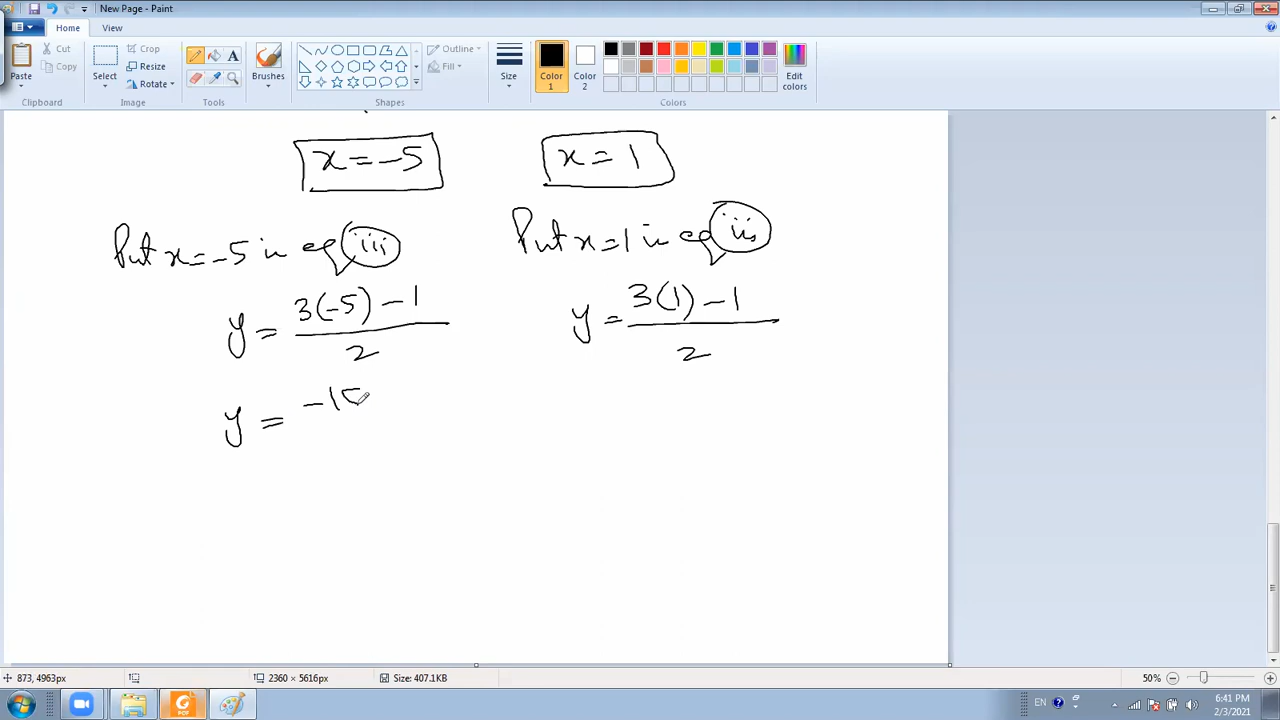 New Page - Paint
Home View
Paste
Cut
Copy
Clipboard
Select
Crop
Resize
Rotate
Image
A
Tools
Brushes
Outline
Fill
Shapes
Size
Color 1
Color 2
Edit colors
Colors
x = -5 x = 1
Put x = -5 in eq iii Put x = 1 in eq iii
y = 3(-5) - 1 / 2 y = 3(1) - 1 / 2
y = -15
873, 4963px 2360 × 5616px Size: 407.1KB 50%
PDF EN 6:41 PM
2/3/2021